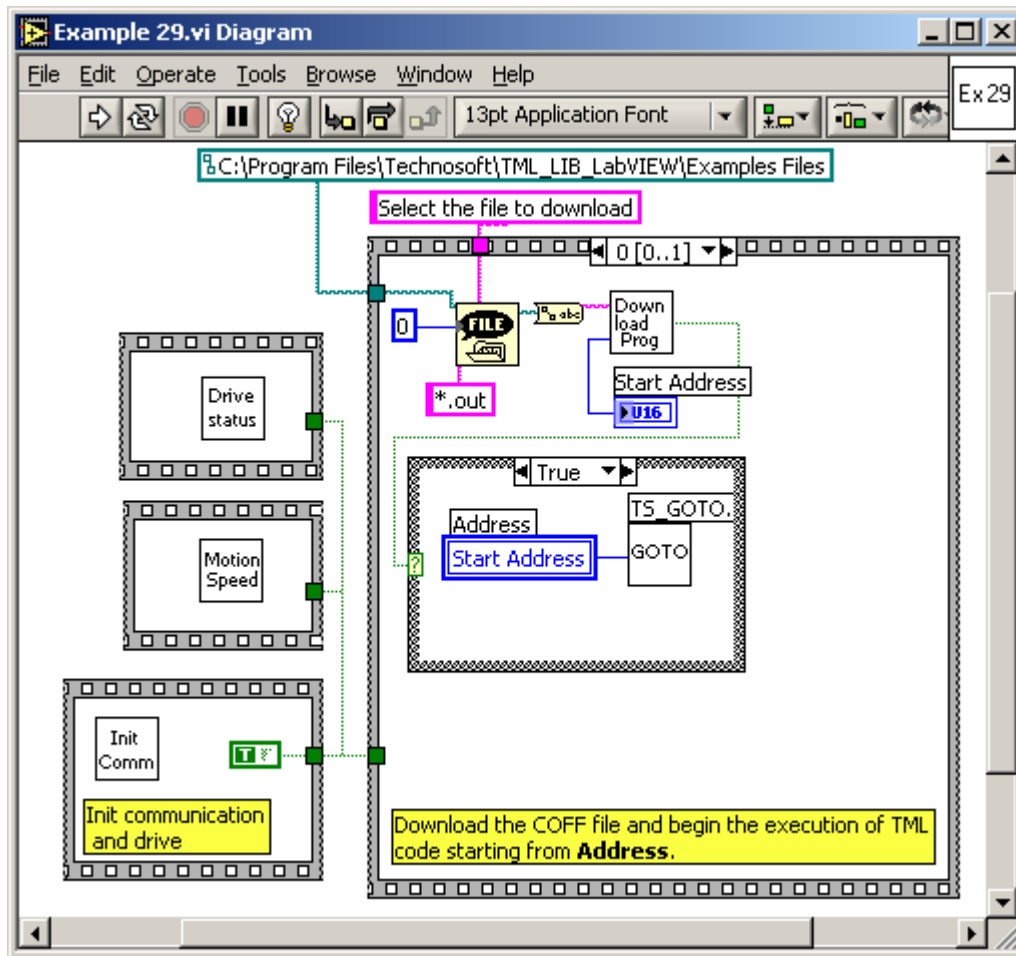 Example 29.vi Diagram
File Edit Operate Tools Browse Window Help
Ex 29
13pt Application Font
C:\Program Files\Technosoft\TML_LIB_LabVIEW\Examples Files
Select the file to download
0 [0..1]
0
FILE
abc
Down
load
Prog
*.out
Start Address
U16
Drive
status
True
TS_GOTO.
Address
Start Address
GOTO
?
Motion
Speed
Init
Comm
T
Init communication
and drive
Download the COFF file and begin the execution of TML
code starting from Address.